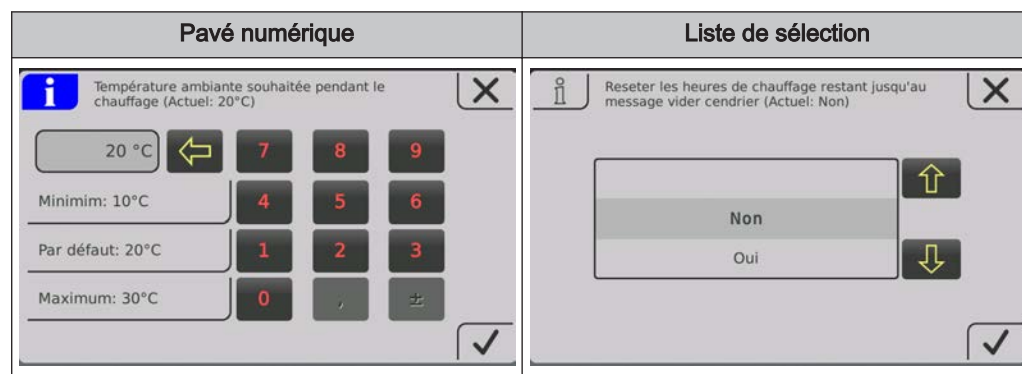 Pavé numérique
Liste de sélection
i Température ambiante souhaitée pendant le
chauffage (Actuel: 20°C)
20 °C
7 8 9
Minimim: 10°C
4 5 6
Par défaut: 20°C
1 2 3
Maximum: 30°C
0 , ±
i Reseter les heures de chauffage restant jusqu'au
message vider cendrier (Actuel: Non)
Non
Oui